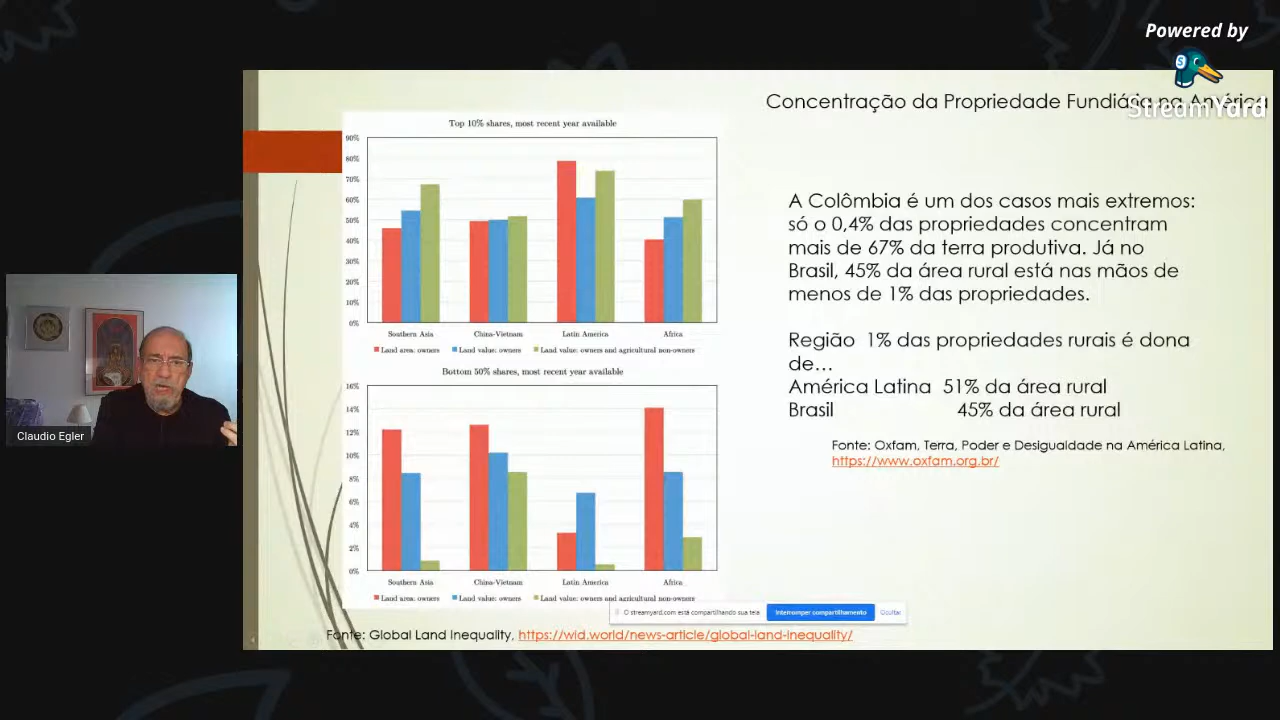 Powered by
StreamYard
Concentração da Propriedade Fundiária na América
Top 10% shares, most recent year available
90%
80%
70%
60%
50%
40%
30%
20%
10%
0%
Southern Asia China-Vietnam Latin America Africa
Land area: owners Land value: owners Land value: owners and agricultural non-owners
Bottom 50% shares, most recent year available
16%
14%
12%
10%
8%
6%
4%
2%
0%
Southern Asia China-Vietnam Latin America Africa
Land area: owners Land value: owners Land value: owners and agricultural non-owners
A Colômbia é um dos casos mais extremos:
só o 0,4% das propriedades concentram
mais de 67% da terra produtiva. Já no
Brasil, 45% da área rural está nas mãos de
menos de 1% das propriedades.
Região 1% das propriedades rurais é dona
de...
América Latina 51% da área rural
Brasil 45% da área rural
Fonte: Oxfam, Terra, Poder e Desigualdade na América Latina,
https://www.oxfam.org.br/
Claudio Egler
O streamyard.com está compartilhando sua tela Interromper compartilhamento Ocultar
Fonte: Global Land Inequality, https://wid.world/news-article/global-land-inequality/